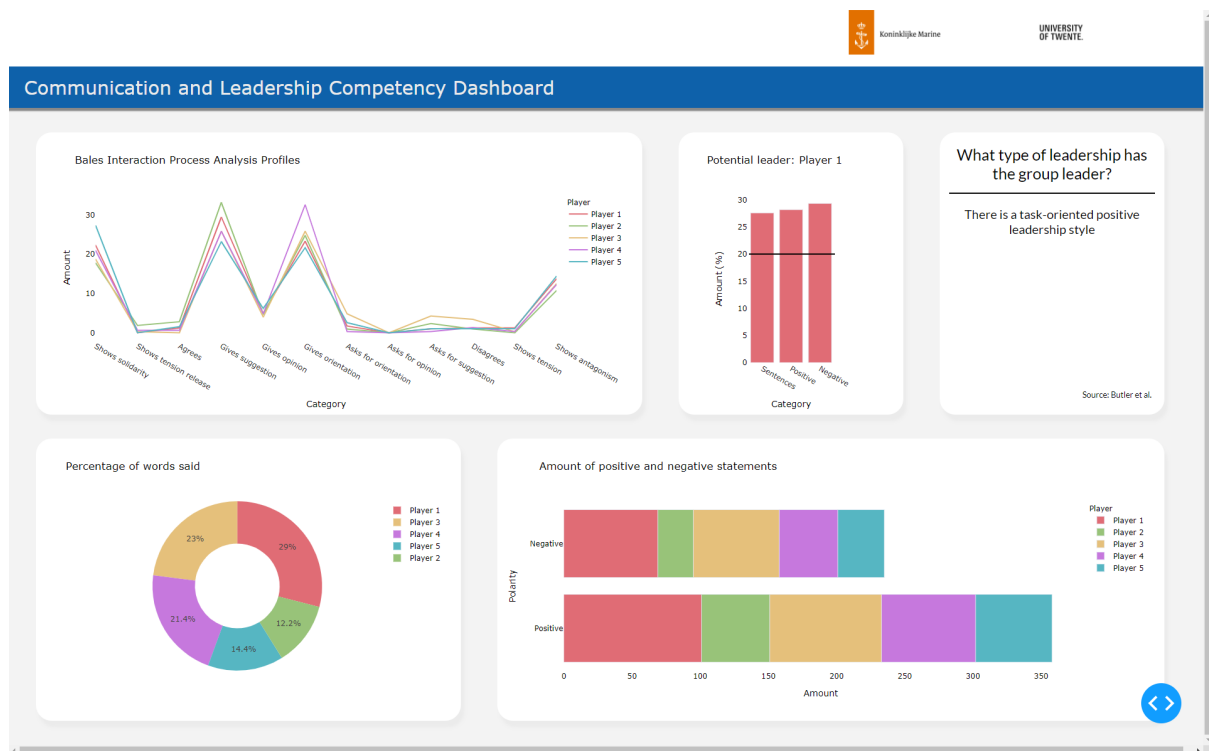 Koninklijke Marine
UNIVERSITY
OF TWENTE.
Communication and Leadership Competency Dashboard
Bales Interaction Process Analysis Profiles
Amount
30
20
10
0
Shows solidarity
Shows tension release
Agrees
Gives suggestion
Gives opinion
Gives orientation
Asks for orientation
Asks for opinion
Asks for suggestion
Disagrees
Shows tension
Shows antagonism
Category
Player
Player 1
Player 2
Player 3
Player 4
Player 5
Potential leader: Player 1
Amount (%)
30
25
20
15
10
5
0
Sentences
Positive
Negative
Category
What type of leadership has
the group leader?
There is a task-oriented positive
leadership style
Source: Butler et al.
Percentage of words said
23%
29%
21.4%
12.2%
14.4%
Player 1
Player 3
Player 4
Player 5
Player 2
Amount of positive and negative statements
Polarity
Negative
Positive
0
50
100
150
200
250
300
350
Amount
Player
Player 1
Player 2
Player 3
Player 4
Player 5